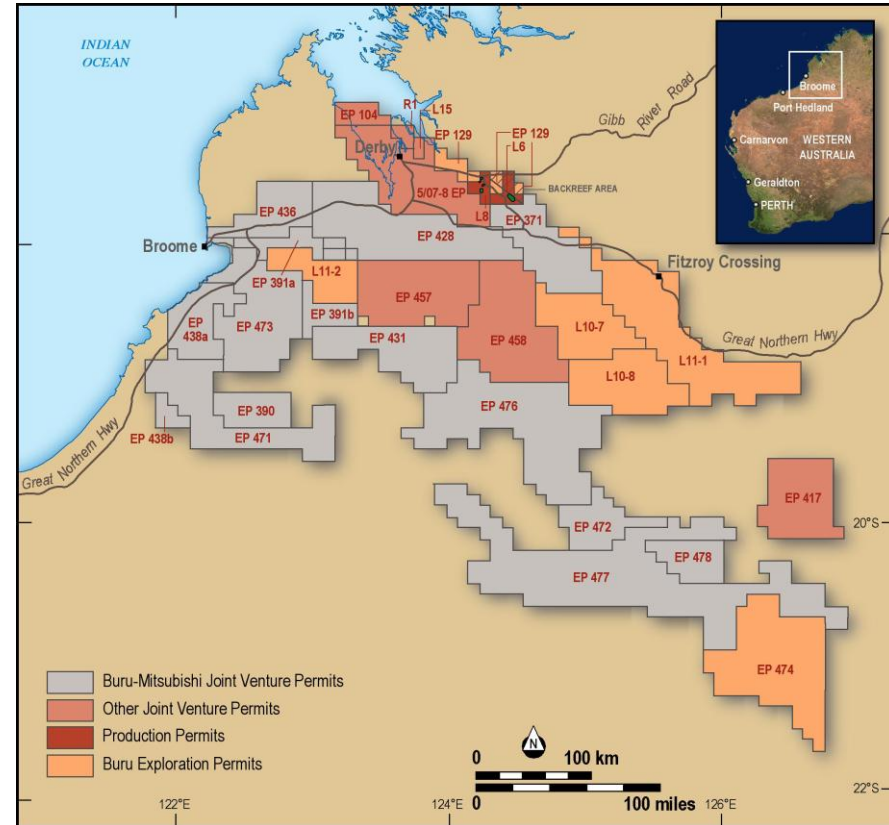 INDIAN
OCEAN
Broome
Port Hedland
Carnarvon
WESTERN
AUSTRALIA
Geraldton
PERTH
Gibb River Road
R1
L15
EP 104
EP 129
EP 129
L6
Derby
BACKREEF AREA
5/07-8 EP
L8
EP 371
EP 436
EP 428
Broome
Fitzroy Crossing
EP 391a
L11-2
EP 457
EP 391b
EP 438a
EP 473
EP 431
EP 458
L10-7
L11-1
Great Northern Hwy
L10-8
EP 390
EP 476
EP 438b
EP 471
Great Northern Hwy
EP 417
20°S
EP 472
EP 478
EP 477
EP 474
Buru-Mitsubishi Joint Venture Permits
Other Joint Venture Permits
Production Permits
Buru Exploration Permits
N
0 100 km
0 100 miles
22°S
122°E
124°E
126°E